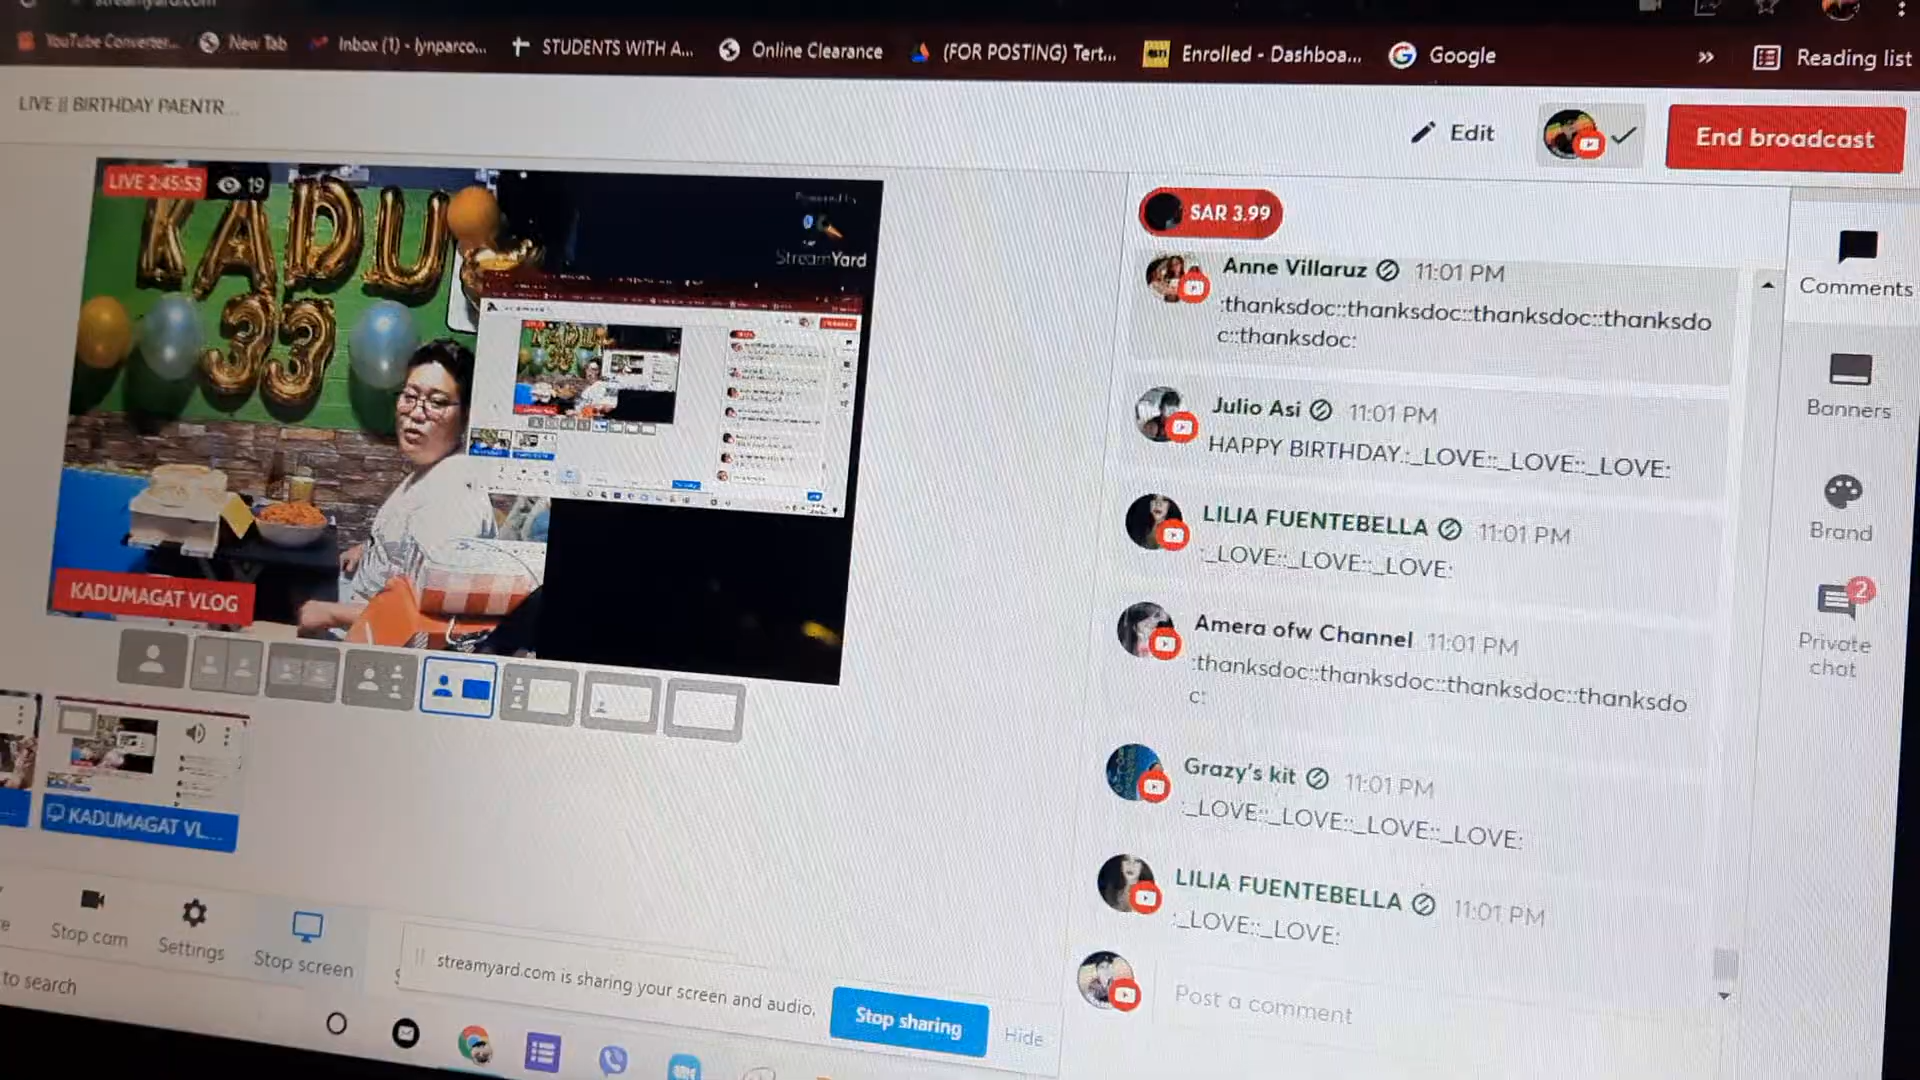 streamyard.com
YouTube Converter...
New Tab
Inbox (1) - lynparco...
STUDENTS WITH A...
Online Clearance
(FOR POSTING) Tert...
Enrolled - Dashboa...
Google
»
Reading list
LIVE || BIRTHDAY PAENTR...
Edit
End broadcast
LIVE 2:45:53
19
KADU
33
Powered by
StreamYard
KADUMAGAT VLOG
SAR 3.99
Anne Villaruz 11:01 PM
:thanksdoc::thanksdoc::thanksdoc::thanksdo
c::thanksdoc:
Julio Asi 11:01 PM
HAPPY BIRTHDAY.:_LOVE::_LOVE::_LOVE:
LILIA FUENTEBELLA 11:01 PM
:_LOVE::_LOVE::_LOVE:
Amera ofw Channel 11:01 PM
:thanksdoc::thanksdoc::thanksdoc::thanksdo
c:
Grazy's kit 11:01 PM
:_LOVE::_LOVE::_LOVE::_LOVE:
LILIA FUENTEBELLA 11:01 PM
:_LOVE::_LOVE:
Post a comment
Comments
Banners
Brand
2
Private
chat
KADUMAGAT VL...
Stop cam
Settings
Stop screen
streamyard.com is sharing your screen and audio.
Stop sharing
Hide
to search